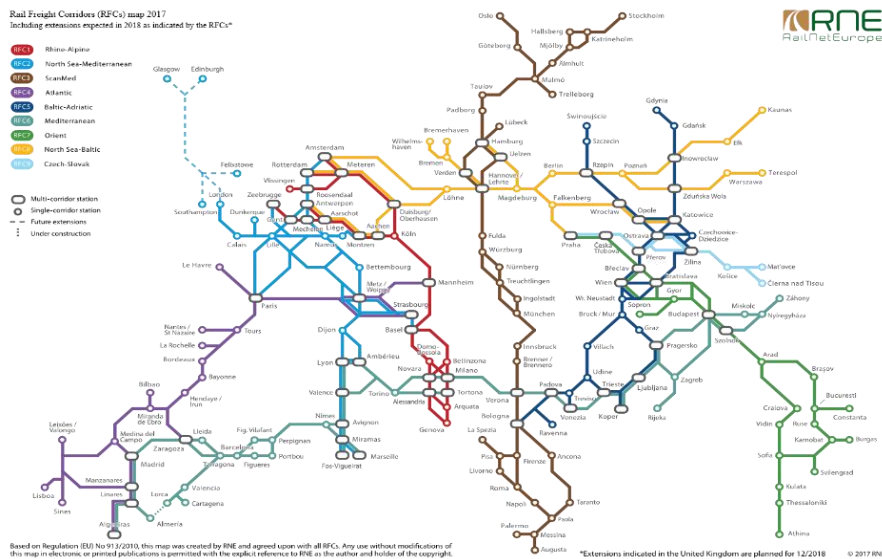 Rail Freight Corridors (RFCs) map 2017
Including extensions expected in 2018 as indicated by the RFCs*
RNE
RailNetEurope
RFC1 Rhine-Alpine
RFC2 North Sea-Mediterranean
RFC3 ScanMed
RFC4 Atlantic
RFC5 Baltic-Adriatic
RFC6 Mediterranean
RFC7 Orient
RFC8 North Sea-Baltic
RFC9 Czech-Slovak
Multi-corridor station
Single-corridor station
Future extensions
Under construction
Oslo
Stockholm
Hallsberg
Katrineholm
Göteborg
Mjölby
Älmhult
Malmö
Trelleborg
Taulov
Padborg
Glasgow
Edinburgh
Lübeck
Hamburg
Bremerhaven
Wilhelms-
haven
Bremen
Uelzen
Verden
Hannover/
Lehrte
Löhne
Magdeburg
Berlin
Falkenberg
Swinoujście
Szczecin
Rzepin
Poznań
Gdynia
Gdańsk
Inowrocław
Kaunas
Ełk
Terespol
Warszawa
Zduńska Wola
Wrocław
Opole
Katowice
Amsterdam
Rotterdam
Meteren
Vlissingen
Roosendaal
Antwerpen
Zeebrugge
Gent
Mechelen
Aarschot
Liège
Aachen
Montzen
Duisburg/
Oberhausen
Köln
Felixstowe
London
Southampton
Dunkerque
Calais
Lille
Namur
Bettembourg
Metz/
Woippy
Mannheim
Strasbourg
Basel
Le Havre
Paris
Tours
Nantes /
St Nazaire
La Rochelle
Bordeaux
Bayonne
Hendaye /
Irun
Bilbao
Miranda
de Ebro
Dijon
Ambérieu
Lyon
Valence
Avignon
Miramas
Marseille
Fos-Viguerat
Nîmes
Domo-
dossola
Bellinzona
Novara
Milano
Torino
Alessandria
Tortona
Arquata
Genova
Fulda
Würzburg
Nürnberg
Treuchtlingen
Ingolstadt
München
Innsbruck
Brenner /
Brennero
Verona
Padova
Bologna
Ravenna
Venezia
Treviso
Udine
Villach
Trieste
Koper
Ljubljana
Rijeka
Zagreb
Pragersko
Graz
Bruck / Mur
Wr. Neustadt
Wien
Břeclav
Praha
Česká
Třebová
Ostrava
Přerov
Czechowice-
Dziedzice
Žilina
Košice
Maťovce
Čierna nad Tisou
Bratislava
Sopron
Gyor
Budapest
Miskolc
Záhony
Nyíregyháza
Szolnok
Arad
Brașov
Bucuresti
Constanta
Craiova
Vidin
Ruse
Karnobat
Burgas
Sofia
Svilengrad
Kulata
Thessaloniki
Athina
La Spezia
Pisa
Livorno
Firenze
Ancona
Roma
Napoli
Taranto
Paola
Palermo
Messina
Augusta
Leixões /
Valongo
Medina del
Campo
Lisboa
Sines
Manzanares
Madrid
Linares
Algeciras
Zaragoza
Lleida
Barcelona
Tarragona
Fig. Vilafant
Figueres
Perpignan
Portbou
Valencia
Lorca
Cartagena
Almería
Based on Regulation (EU) No 913/2010, this map was created by RNE and agreed upon with all RFCs. Any use without modifications of
this map in electronic or printed publications is permitted with the explicit reference to RNE as the author and holder of the copyright.
*Extensions indicated in the United Kingdom are planned for 12/2018
© 2017 RNE